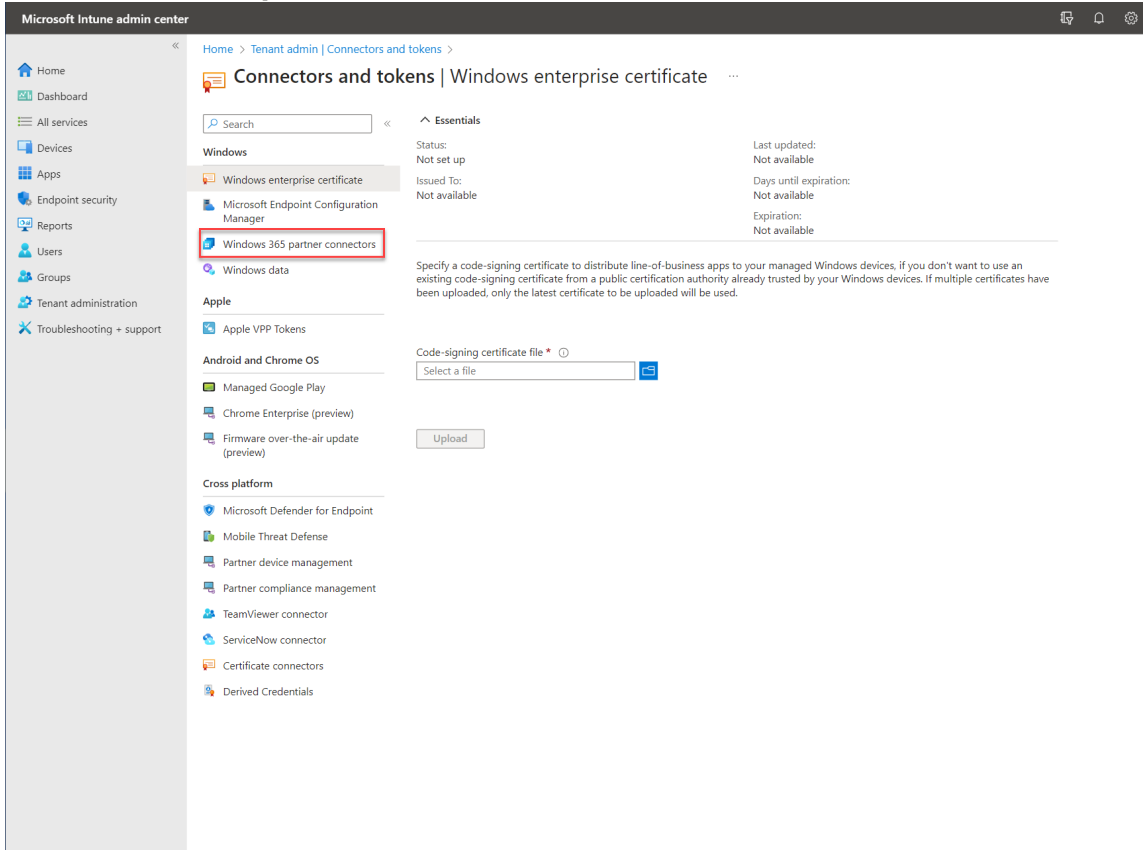 Microsoft Intune admin center
«
Home
Dashboard
All services
Devices
Apps
Endpoint security
Reports
Users
Groups
Tenant administration
Troubleshooting + support
Home > Tenant admin | Connectors and tokens >
Connectors and tokens | Windows enterprise certificate ...
Search «
Windows
Windows enterprise certificate
Microsoft Endpoint Configuration
Manager
Windows 365 partner connectors
Windows data
Apple
Apple VPP Tokens
Android and Chrome OS
Managed Google Play
Chrome Enterprise (preview)
Firmware over-the-air update
(preview)
Cross platform
Microsoft Defender for Endpoint
Mobile Threat Defense
Partner device management
Partner compliance management
TeamViewer connector
ServiceNow connector
Certificate connectors
Derived Credentials
Essentials
Status:
Not set up
Issued To:
Not available
Last updated:
Not available
Days until expiration:
Not available
Expiration:
Not available
Specify a code-signing certificate to distribute line-of-business apps to your managed Windows devices, if you don't want to use an
existing code-signing certificate from a public certification authority already trusted by your Windows devices. If multiple certificates have
been uploaded, only the latest certificate to be uploaded will be used.
Code-signing certificate file *
Select a file
Upload